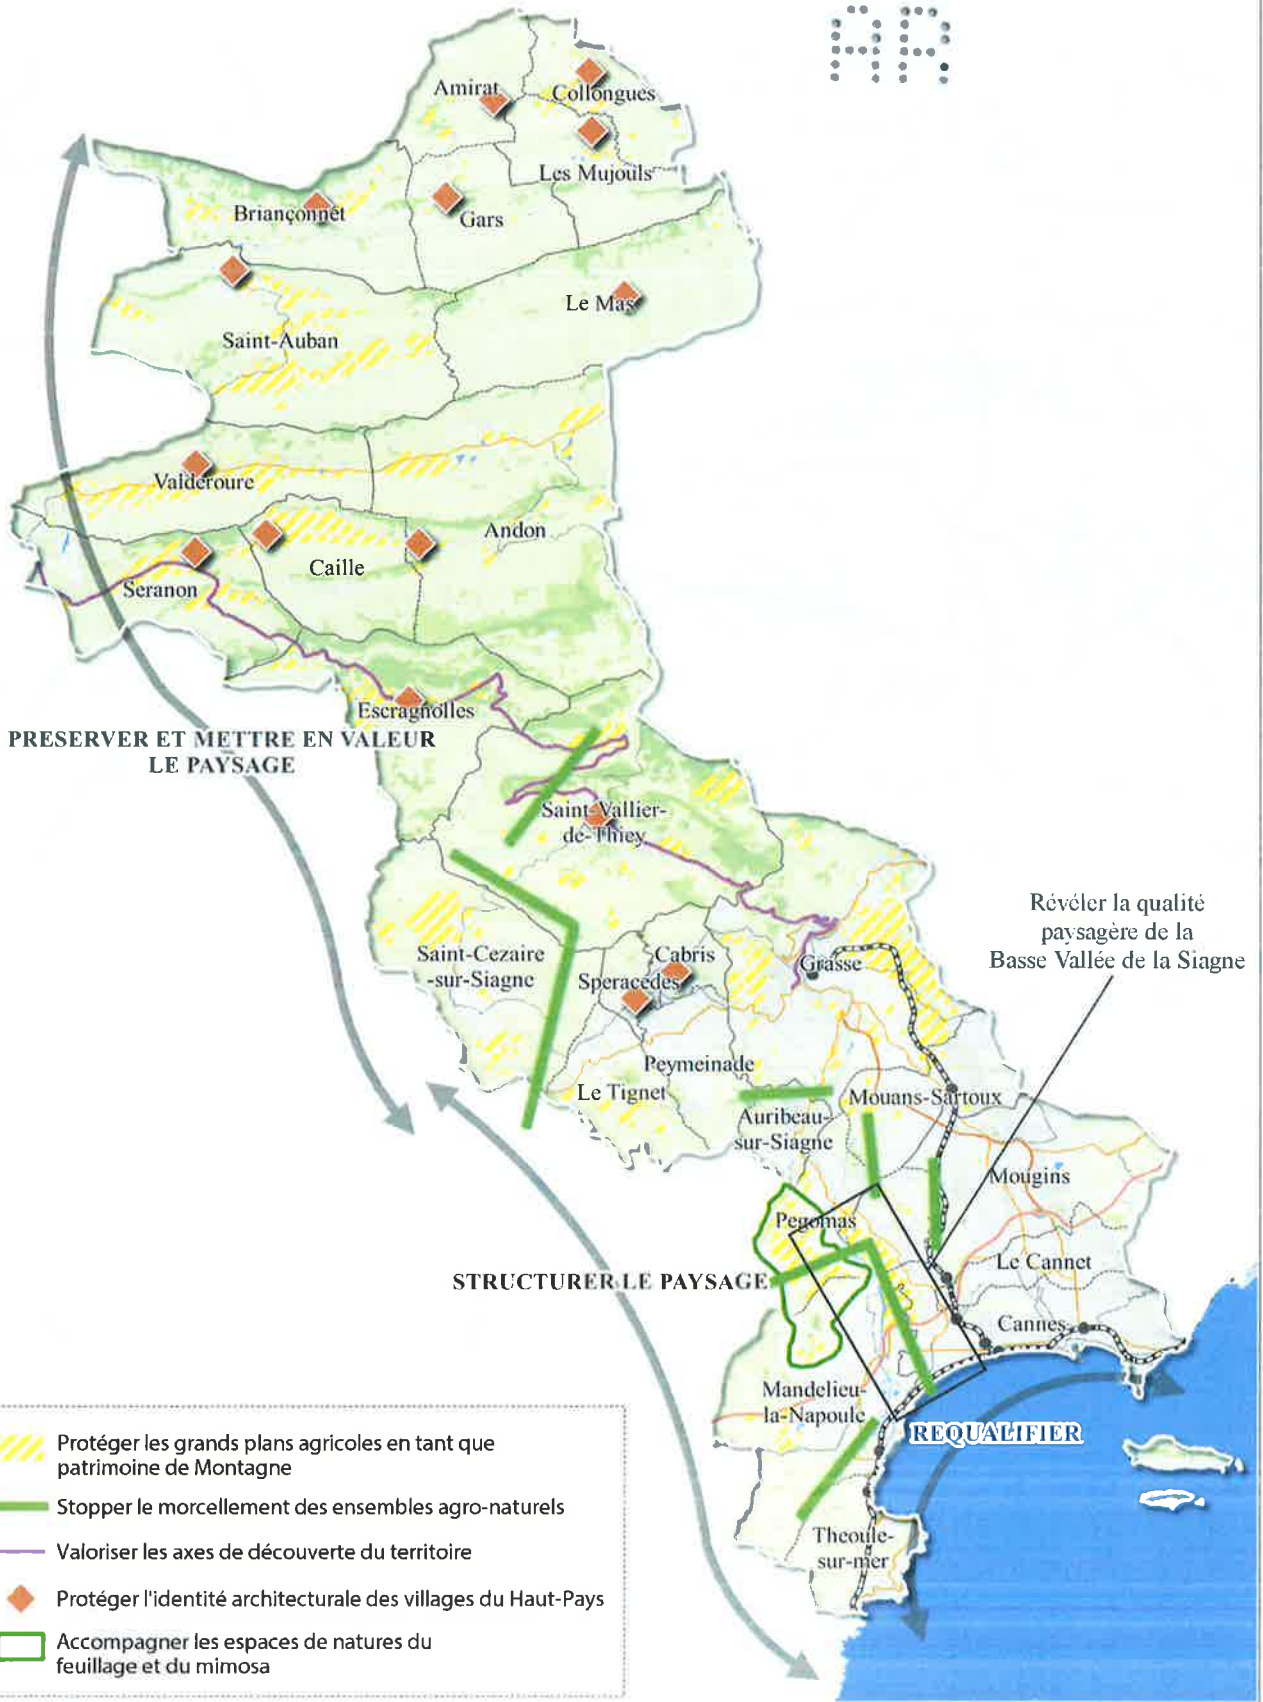 AR
Amirat
Collongues
Les Mujouls
Briançonnet
Gars
Le Mas
Saint-Auban
Valderoure
Andon
Caille
Seranon
Escragnolles
PRESERVER ET METTRE EN VALEUR
LE PAYSAGE
Saint-Vallier-
de-Thiey
Révéler la qualité
paysagère de la
Basse Vallée de la Siagne
Saint-Cezaire
-sur-Siagne
Cabris
Speracedes
Grasse
Peymeinade
Le Tignet
Mouans-Sartoux
Auribeau-
sur-Siagne
Mougins
Pegomas
Le Cannet
STRUCTURER LE PAYSAGE
Cannes
Mandelieu-
la-Napoule
REQUALIFIER
Theoule-
sur-mer
Protéger les grands plans agricoles en tant que
patrimoine de Montagne
Stopper le morcellement des ensembles agro-naturels
Valoriser les axes de découverte du territoire
Protéger l'identité architecturale des villages du Haut-Pays
Accompagner les espaces de natures du
feuillage et du mimosa